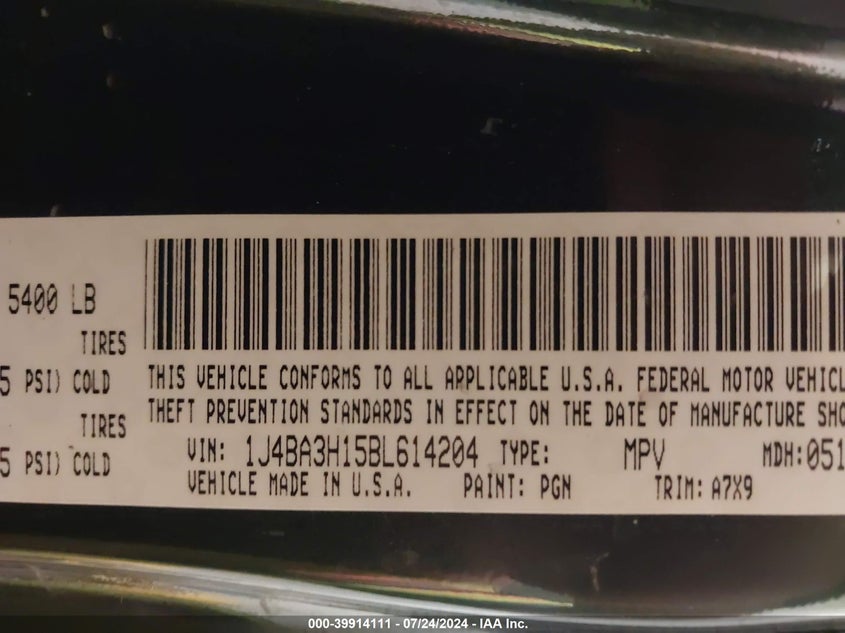 5400 LB
TIRES
5 PSI) COLD
TIRES
5 PSI) COLD
THIS VEHICLE CONFORMS TO ALL APPLICABLE U.S.A. FEDERAL MOTOR VEHICL
THEFT PREVENTION STANDARDS IN EFFECT ON THE DATE OF MANUFACTURE SHO
VIN: 1J4BA3H15BL614204 TYPE: MPV MDH:051
VEHICLE MADE IN U.S.A. PAINT: PGN TRIM: A7X9
000-39914111 - 07/24/2024 - IAA Inc.